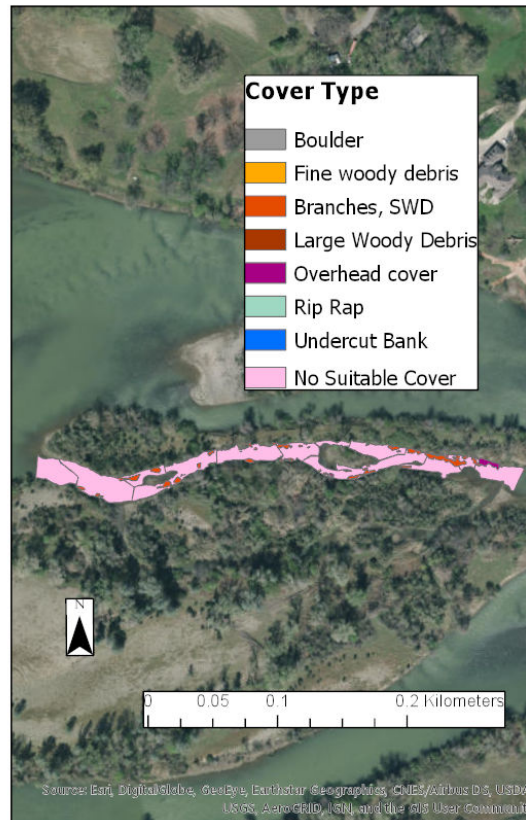 Cover Type
Boulder
Fine woody debris
Branches, SWD
Large Woody Debris
Overhead cover
Rip Rap
Undercut Bank
No Suitable Cover
N
0 0.05 0.1 0.2 Kilometers
Source: Esri, DigitalGlobe, GeoEye, Earthstar Geographics, CNES/Airbus DS, USDA
USGS, AeroGRID, IGN, and the GIS User Communit